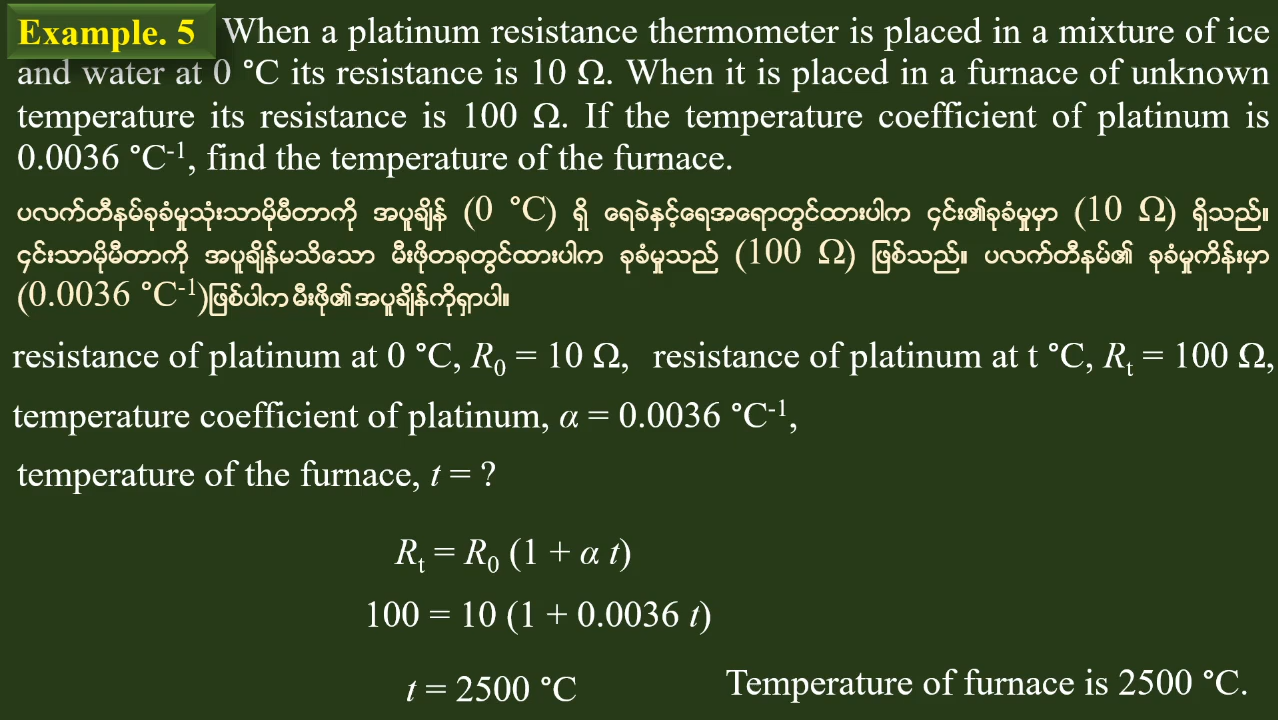 Example. 5 When a platinum resistance thermometer is placed in a mixture of ice
and water at 0 °C its resistance is 10 Ω. When it is placed in a furnace of unknown
temperature its resistance is 100 Ω. If the temperature coefficient of platinum is
0.0036 °C⁻¹, find the temperature of the furnace.
ပလက်တီနမ်ခုခံမှုသုံးသာမိုမီတာကို အပူချိန် (0 °C) ရှိ ရေခဲနှင့်ရေအရောတွင်ထားပါက ၄င်း၏ခုခံမှုမှာ (10 Ω) ရှိသည်။
၄င်းသာမိုမီတာကို အပူချိန်မသိသော မီးဖိုတခုတွင်ထားပါက ခုခံမှုသည် (100 Ω) ဖြစ်သည်။ ပလက်တီနမ်၏ ခုခံမှုကိန်းမှာ
(0.0036 °C⁻¹)ဖြစ်ပါက မီးဖို၏ အပူချိန်ကိုရှာပါ။
resistance of platinum at 0 °C, R₀ = 10 Ω, resistance of platinum at t °C, Rₜ = 100 Ω,
temperature coefficient of platinum, α = 0.0036 °C⁻¹,
temperature of the furnace, t = ?
Rₜ = R₀ (1 + α t)
100 = 10 (1 + 0.0036 t)
t = 2500 °C Temperature of furnace is 2500 °C.